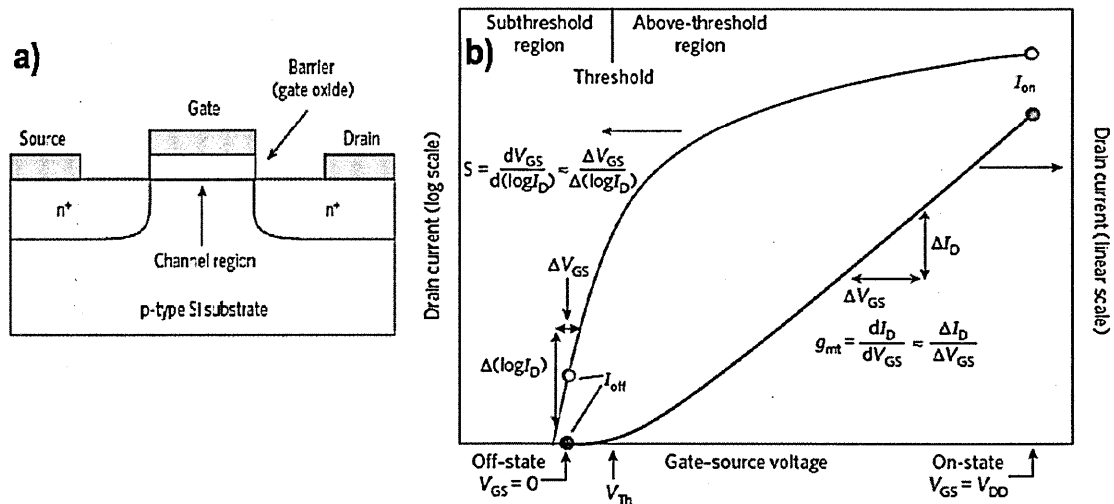 a)
Barrier
(gate oxide)
Gate
Source
Drain
n+
n+
Channel region
p-type Si substrate
b)
Subthreshold
region
Above-threshold
region
Threshold
Ion
S = dVGS/d(logID) ≈ ΔVGS/Δ(logID)
ΔVGS
Δ(logID)
Ioff
ΔID
ΔVGS
gmt = dID/dVGS ≈ ΔID/ΔVGS
Drain current (log scale)
Drain current (linear scale)
Off-state
VGS = 0
VTh
Gate–source voltage
On-state
VGS = VDD